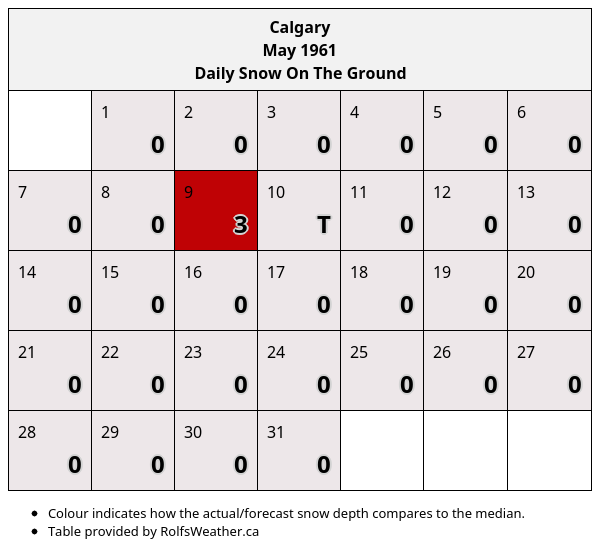 Calgary
May 1961
Daily Snow On The Ground
1 2 3 4 5 6
0 0 0 0 0 0
7 8 9 10 11 12 13
0 0 3 T 0 0 0
14 15 16 17 18 19 20
0 0 0 0 0 0 0
21 22 23 24 25 26 27
0 0 0 0 0 0 0
28 29 30 31
0 0 0 0
• Colour indicates how the actual/forecast snow depth compares to the median.
• Table provided by RolfsWeather.ca